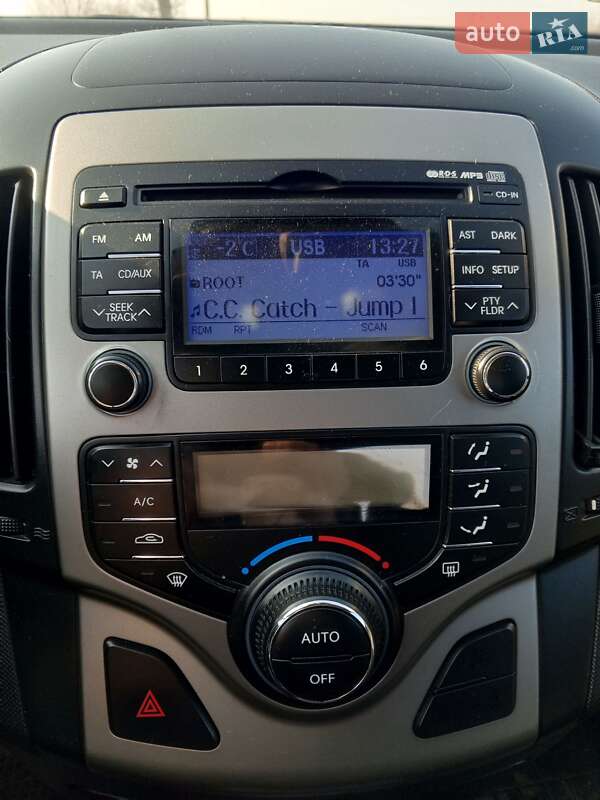 auto RIA.com
RDS MP3
CD-IN
FM AM
AST DARK
-2°C USB 13:27
TA USB
TA CD/AUX
INFO SETUP
ROOT 03'30"
SEEK
TRACK
PTY
FLDR
C.C. Catch - Jump I
RDM RPT SCAN
1 2 3 4 5 6
A/C
AUTO
OFF